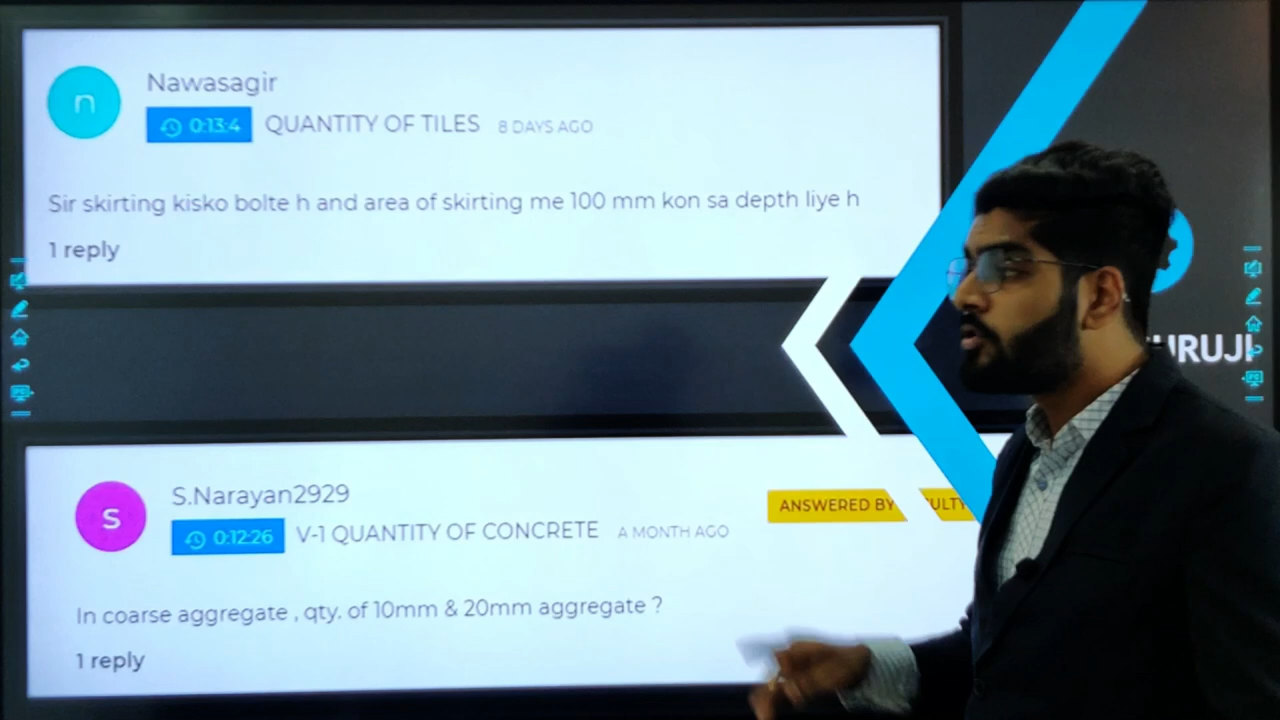 n
Nawasagir
0:13:4 QUANTITY OF TILES 8 DAYS AGO
Sir skirting kisko bolte h and area of skirting me 100 mm kon sa depth liye h
1 reply
URUJI
S
S.Narayan2929
ANSWERED BY ULTY
0:12:26 V-1 QUANTITY OF CONCRETE A MONTH AGO
In coarse aggregate , qty. of 10mm & 20mm aggregate ?
1 reply